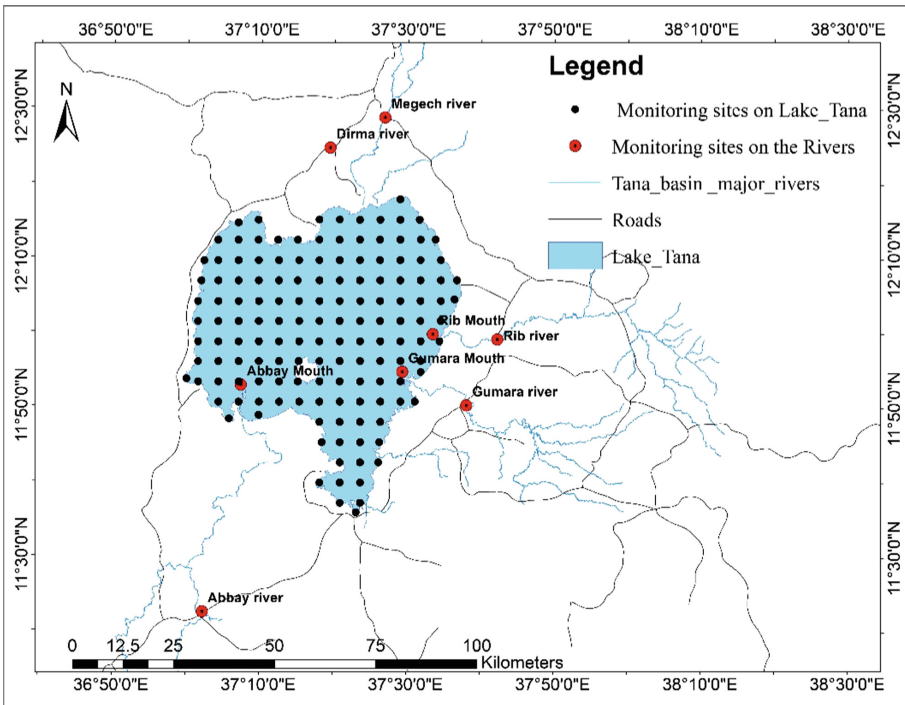 36°50'0"E 37°10'0"E 37°30'0"E 37°50'0"E 38°10'0"E 38°30'0"E
Legend
Monitoring sites on Lake_Tana
Monitoring sites on the Rivers
Tana_basin _major_rivers
Roads
Lake_Tana
N
12°30'0"N
12°10'0"N
11°50'0"N
11°30'0"N
12°30'0"N
12°10'0"N
11°50'0"N
11°30'0"N
Megech river
Dirma river
Rib Mouth
Rib river
Gumara Mouth
Abbay Mouth
Gumara river
Abbay river
0 12.5 25 50 75 100
Kilometers
36°50'0"E 37°10'0"E 37°30'0"E 37°50'0"E 38°10'0"E 38°30'0"E